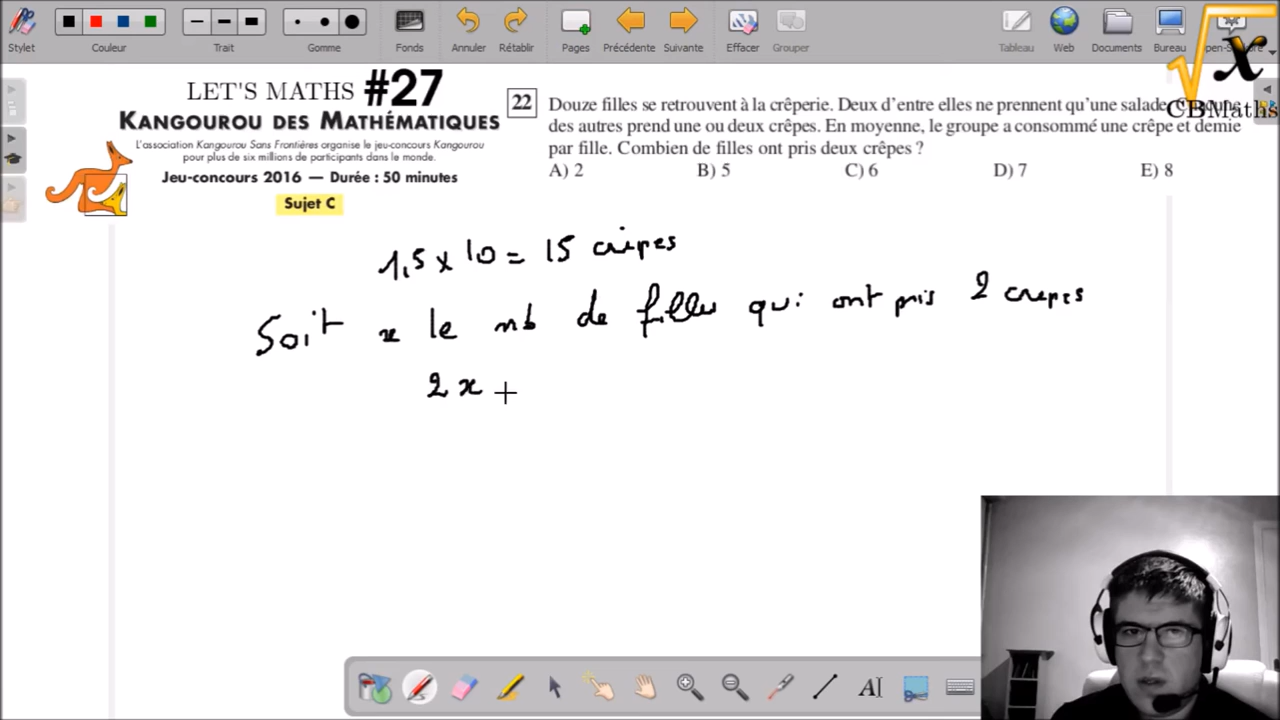 Couleur Trait Gomme Fonds Annuler Rétablir Pages Précédente Suivante Effacer Grouper Tableau Web Documents Bureau
Stylet
LET'S MATHS #27
KANGOUROU DES MATHÉMATIQUES
L'association Kangourou Sans Frontières organise le jeu-concours Kangourou
pour plus de six millions de participants dans le monde.
Jeu-concours 2016 — Durée : 50 minutes
Sujet C
22 Douze filles se retrouvent à la crêperie. Deux d'entre elles ne prennent qu'une salade.
des autres prend une ou deux crêpes. En moyenne, le groupe a consommé une crêpe et demie
par fille. Combien de filles ont pris deux crêpes ?
A) 2 B) 5 C) 6 D) 7 E) 8
√x
CBMaths
1,5 x 10 = 15 crêpes
Soit x le nb de filles qui ont pris 2 crepes
2x +